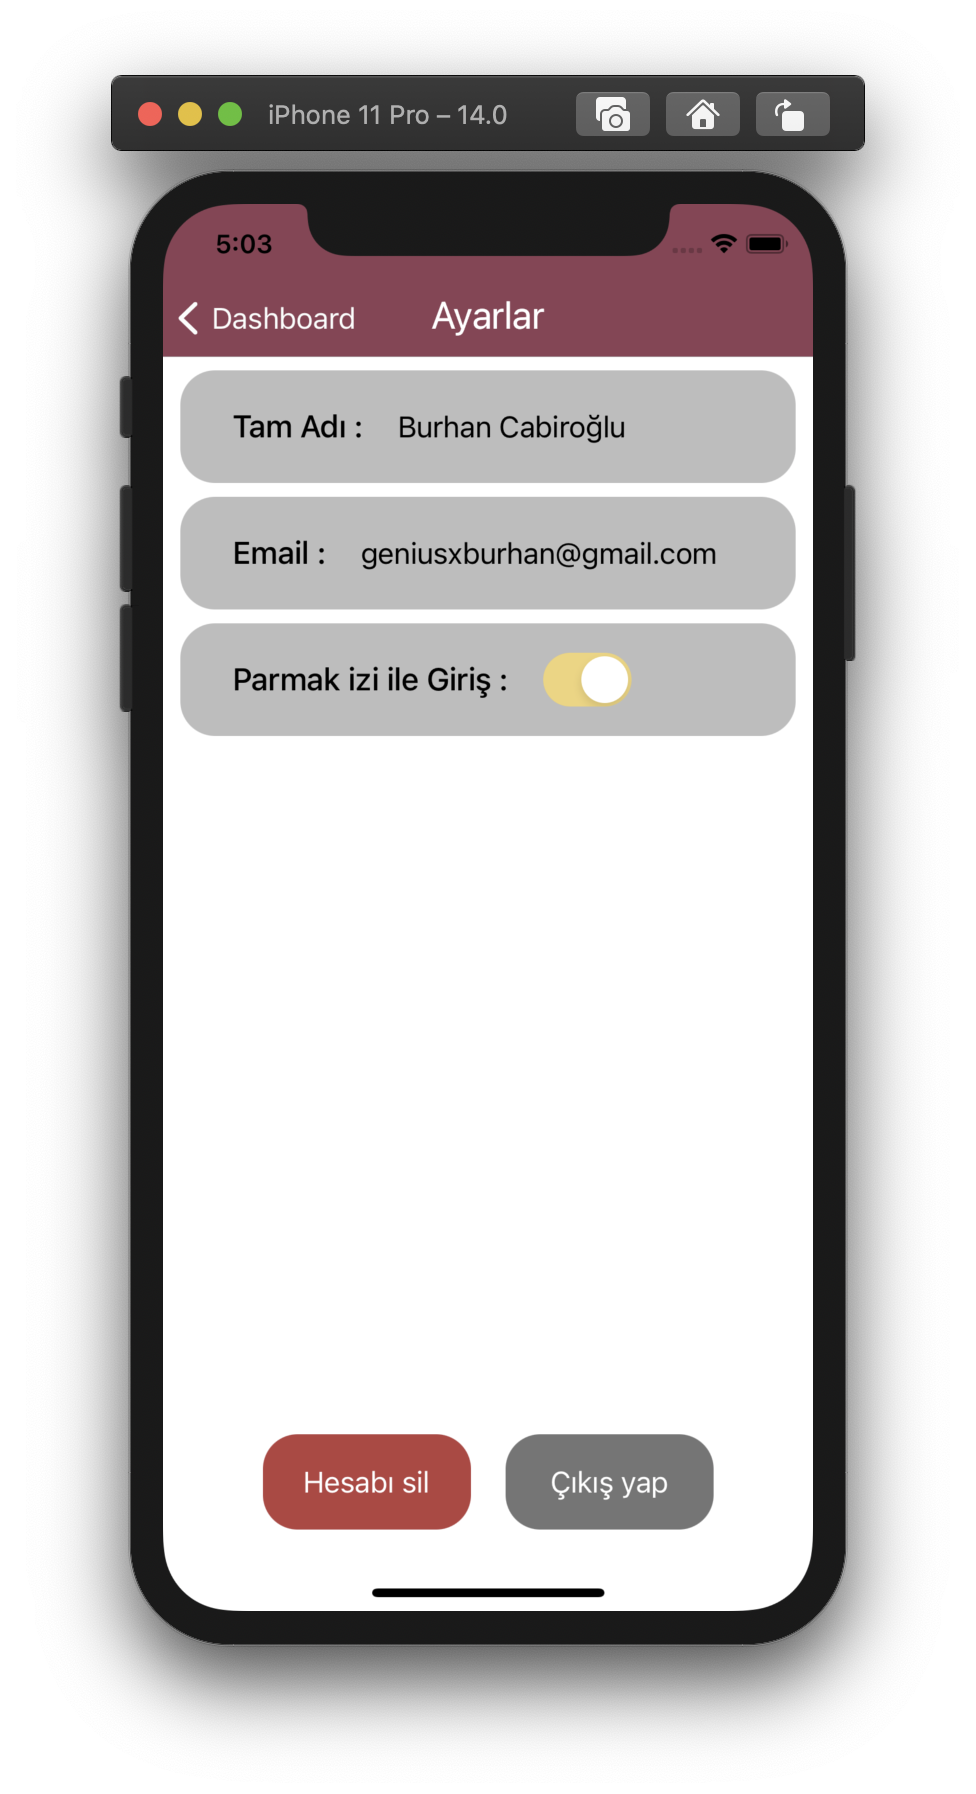 iPhone 11 Pro – 14.0
5:03
Dashboard Ayarlar
Tam Adı : Burhan Cabiroğlu
Email : geniusxburhan@gmail.com
Parmak izi ile Giriş :
Hesabı sil Çıkış yap